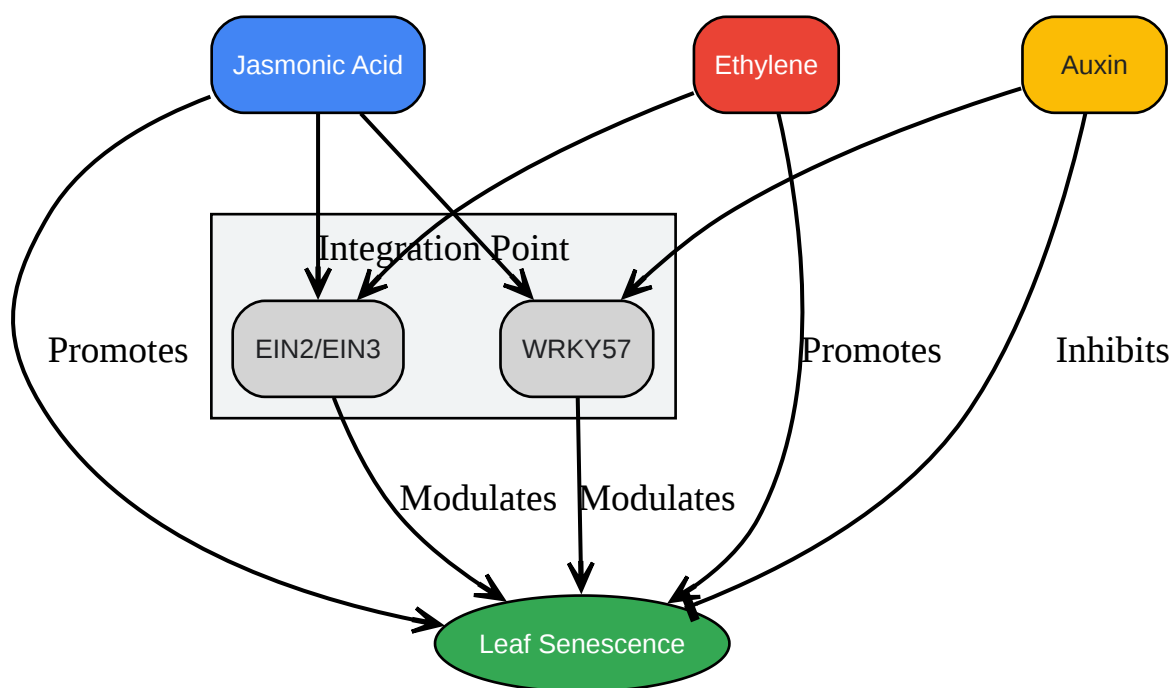 Jasmonic Acid
Ethylene
Auxin
Integration Point
EIN2/EIN3
WRKY57
Promotes
Promotes
Inhibits
Modulates
Modulates
Leaf Senescence